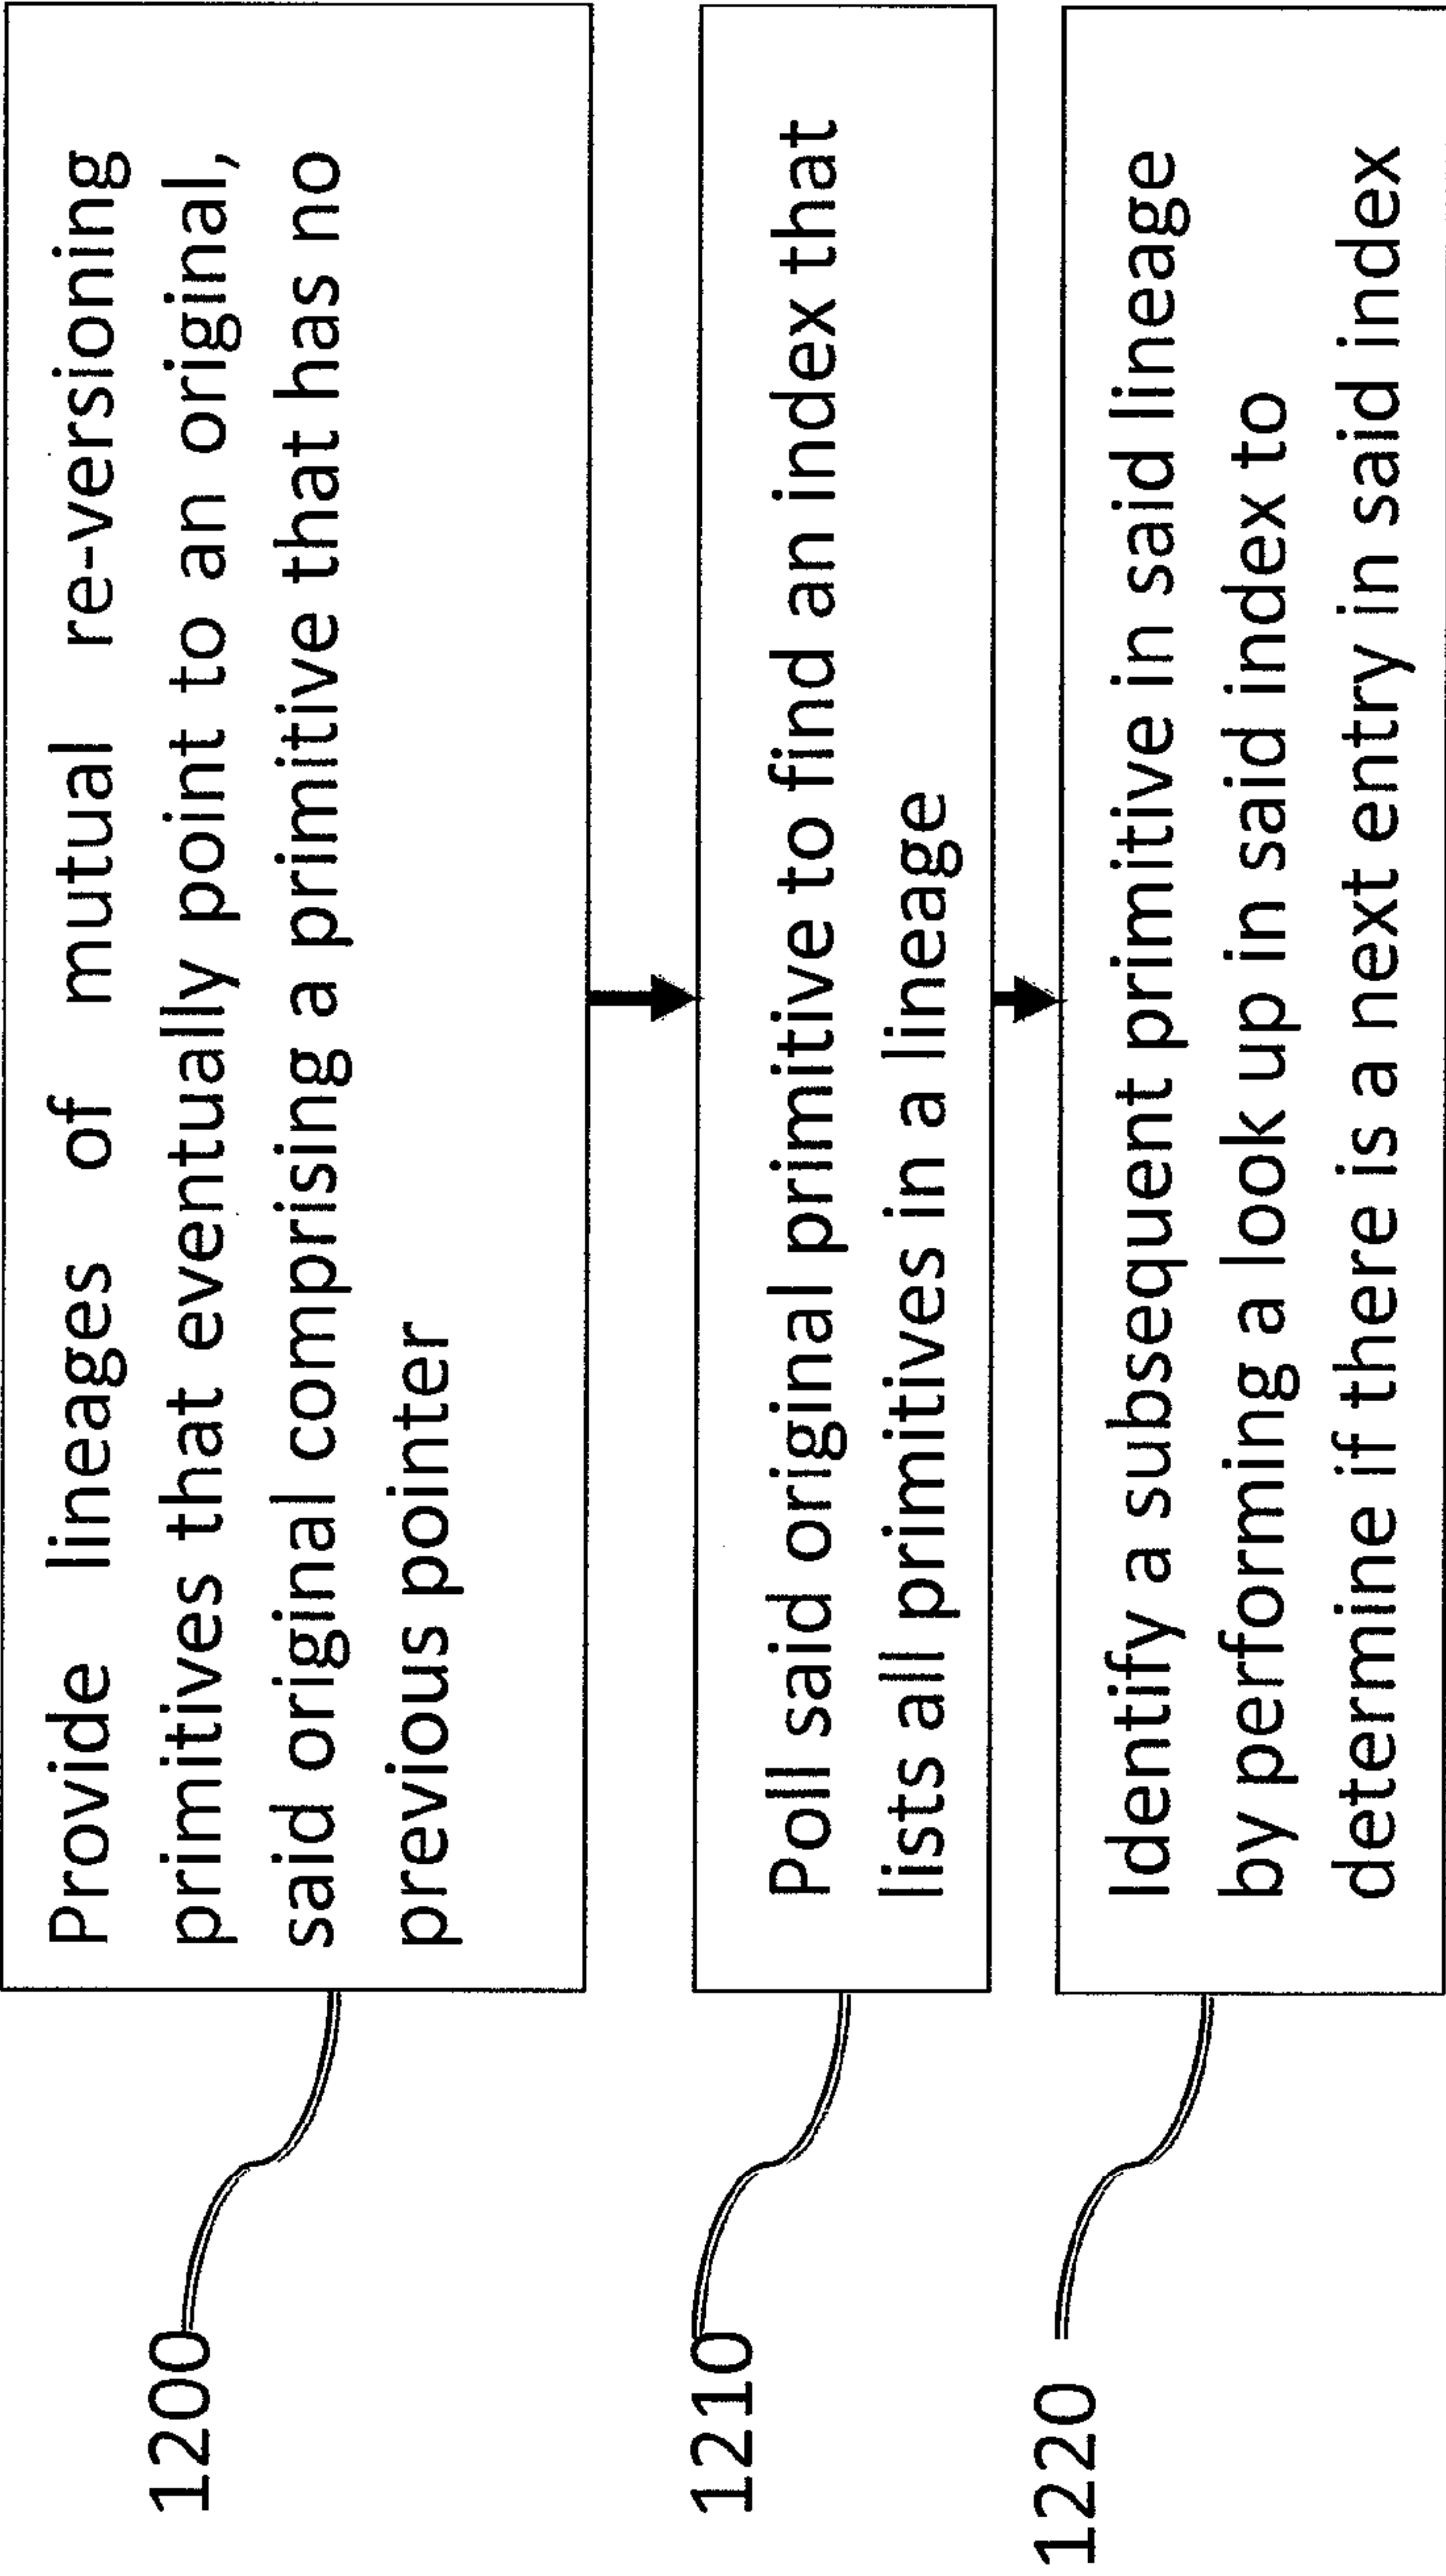 1200
Provide lineages of mutual re-versioning
primitives that eventually point to an original,
said original comprising a primitive that has no
previous pointer
1210
Poll said original primitive to find an index that
lists all primitives in a lineage
1220
Identify a subsequent primitive in said lineage
by performing a look up in said index to
determine if there is a next entry in said index